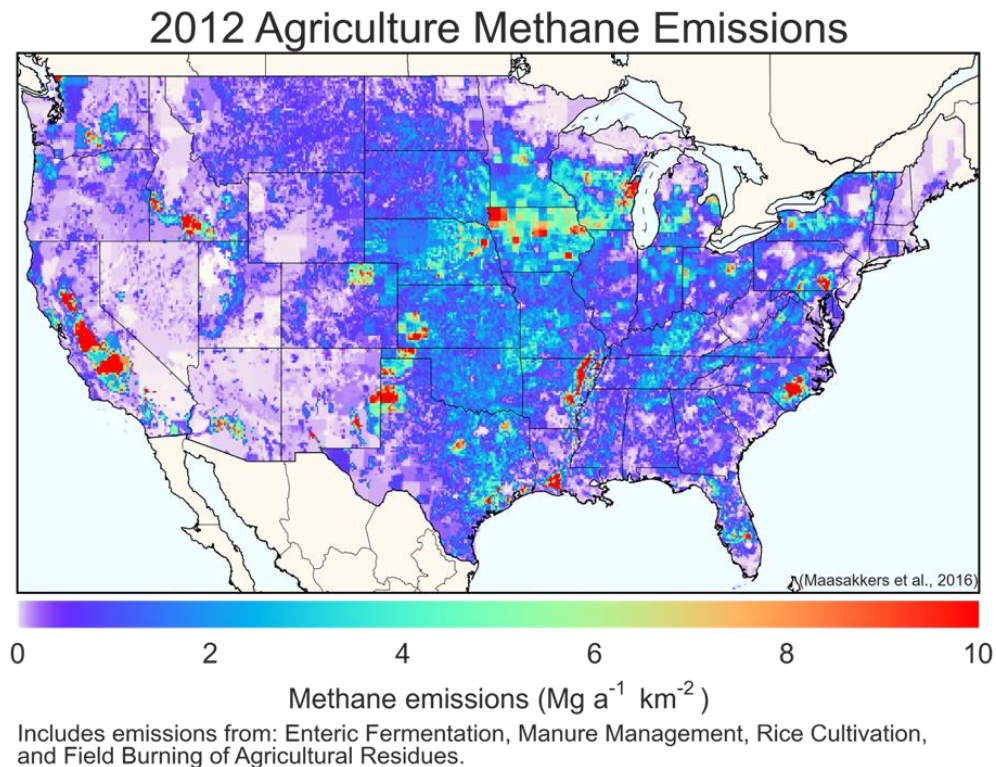 2012 Agriculture Methane Emissions
(Maasakkers et al., 2016)
0 2 4 6 8 10
Methane emissions (Mg a⁻¹ km⁻²)
Includes emissions from: Enteric Fermentation, Manure Management, Rice Cultivation,
and Field Burning of Agricultural Residues.